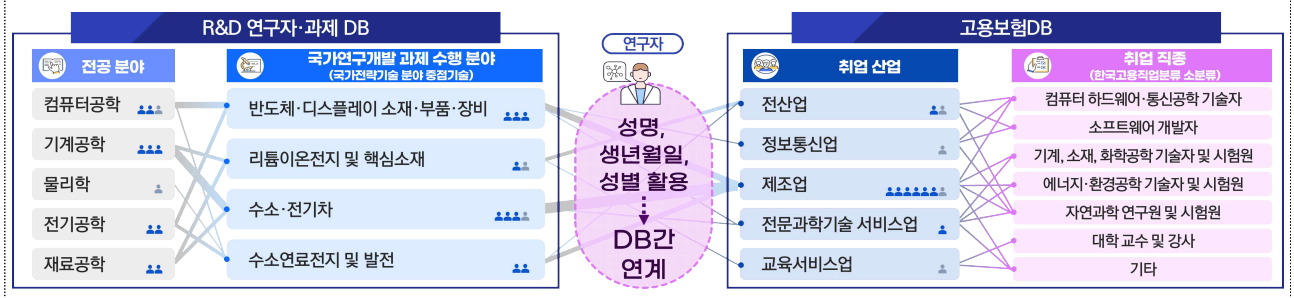 R&D 연구자·과제 DB
전공 분야
컴퓨터공학
기계공학
물리학
전기공학
재료공학
국가연구개발 과제 수행 분야
(국가전략기술 분야 중점기술)
반도체·디스플레이 소재·부품·장비
리튬이온전지 및 핵심소재
수소·전기차
수소연료전지 및 발전
연구자
성명,
생년월일,
성별 활용
DB간
연계
고용보험DB
취업 산업
전산업
정보통신업
제조업
전문과학기술 서비스업
교육서비스업
취업 직종
(한국고용직업분류 소분류)
컴퓨터 하드웨어·통신공학 기술자
소프트웨어 개발자
기계, 소재, 화학공학 기술자 및 시험원
에너지·환경공학 기술자 및 시험원
자연과학 연구원 및 시험원
대학 교수 및 강사
기타